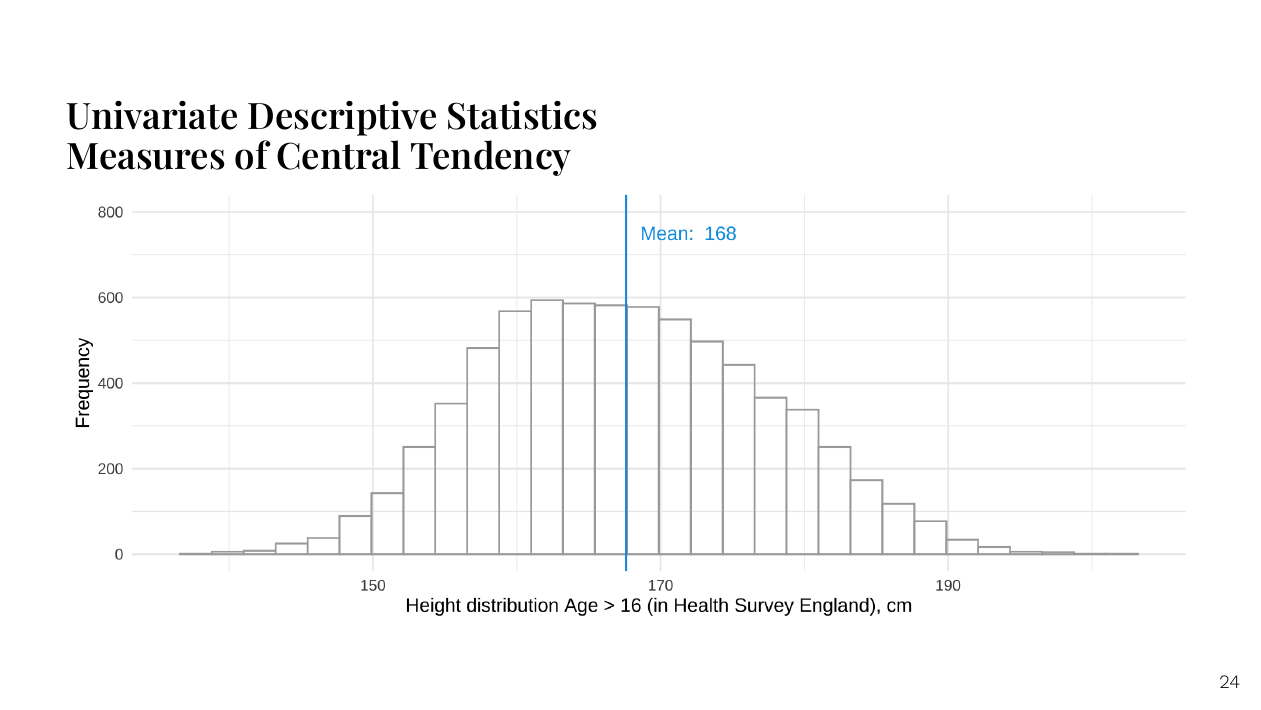 Univariate Descriptive Statistics
Measures of Central Tendency
800
Mean: 168
600
400
200
0
Frequency
150
170
190
Height distribution Age > 16 (in Health Survey England), cm
24